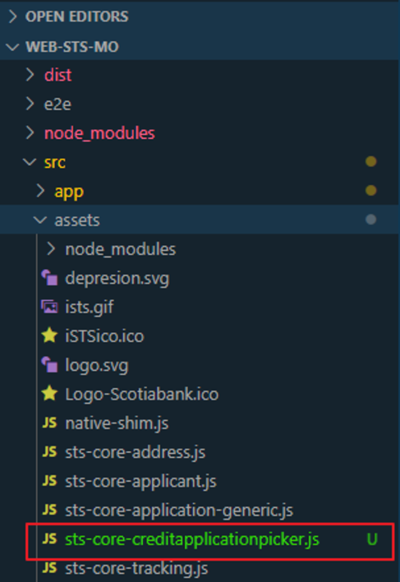 OPEN EDITORS
WEB-STS-MO
dist
e2e
node_modules
src
app
assets
node_modules
depresion.svg
ists.gif
iSTSico.ico
logo.svg
Logo-Scotiabank.ico
JS native-shim.js
JS sts-core-address.js
JS sts-core-applicant.js
JS sts-core-application-generic.js
JS sts-core-creditapplicationpicker.js U
JS sts-core-tracking.js